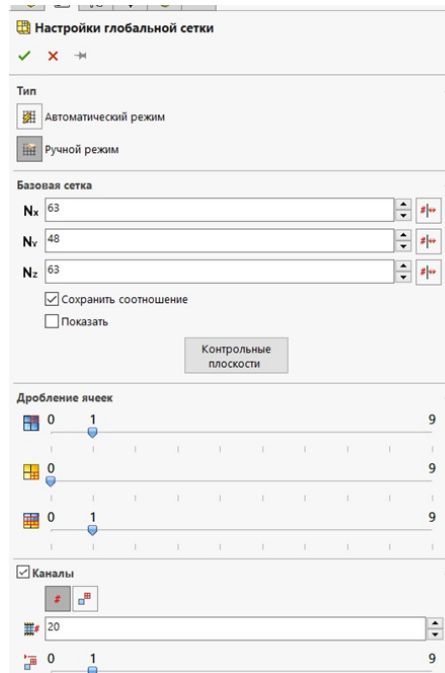 Настройки глобальной сетки
Тип
Автоматический режим
Ручной режим
Базовая сетка
Nx 63
NY 48
Nz 63
Сохранить соотношение
Показать
Контрольные
плоскости
Дробление ячеек
0 1 9
0 9
0 1 9
Каналы
20
0 1 9